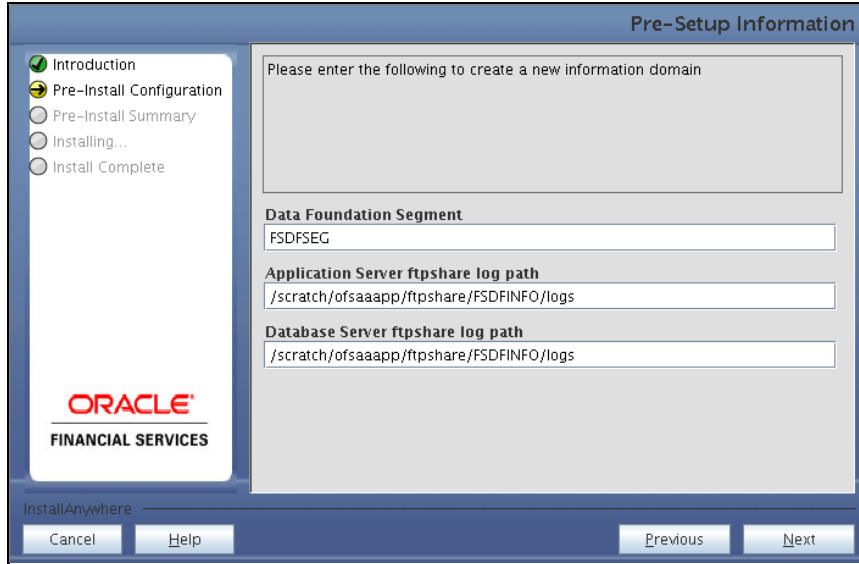 Pre-Setup Information
Introduction
Pre-Install Configuration
Pre-Install Summary
Installing...
Install Complete
Please enter the following to create a new information domain
Data Foundation Segment
FSDFSEG
Application Server ftpshare log path
/scratch/ofsaaapp/ftpshare/FSDFINFO/logs
Database Server ftpshare log path
/scratch/ofsaaapp/ftpshare/FSDFINFO/logs
ORACLE
FINANCIAL SERVICES
InstallAnywhere
Cancel Help Previous Next